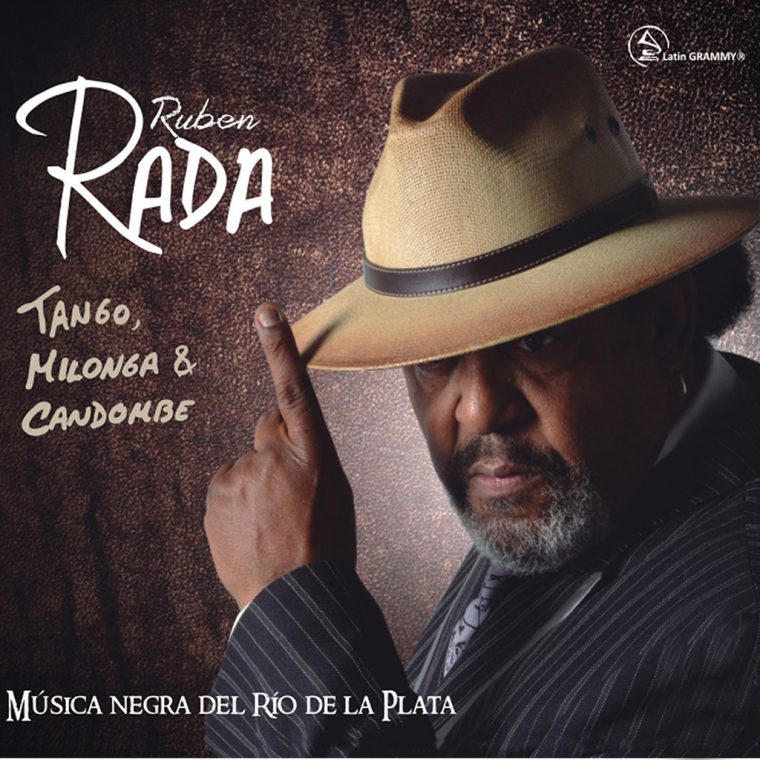 Latin GRAMMY®
Ruben
RADA
TANGO,
MILONGA &
CANDOMBE
MÚSICA NEGRA DEL RÍO DE LA PLATA